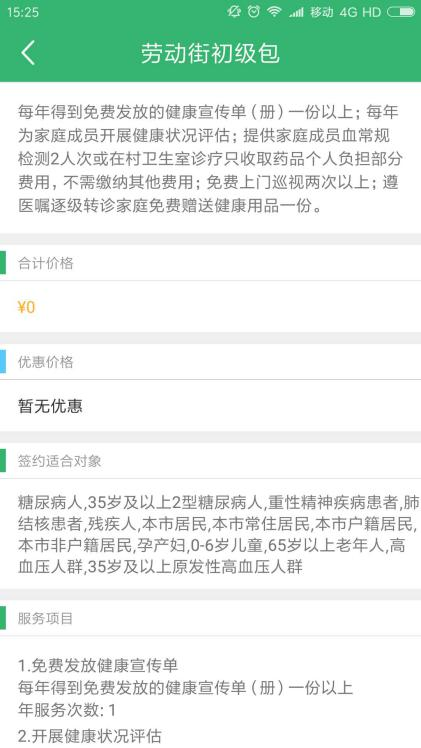 15:25
移动 4G HD
劳动街初级包
每年得到免费发放的健康宣传单（册）一份以上；每年
为家庭成员开展健康状况评估；提供家庭成员血常规
检测2人次或在村卫生室诊疗只收取药品个人负担部分
费用，不需缴纳其他费用；免费上门巡视两次以上；遵
医嘱逐级转诊家庭免费赠送健康用品一份。
合计价格
¥0
优惠价格
暂无优惠
签约适合对象
糖尿病人,35岁及以上2型糖尿病人,重性精神疾病患者,肺
结核患者,残疾人,本市居民,本市常住居民,本市户籍居民,
本市非户籍居民,孕产妇,0-6岁儿童,65岁以上老年人,高
血压人群,35岁及以上原发性高血压人群
服务项目
1.免费发放健康宣传单
每年得到免费发放的健康宣传单（册）一份以上
年服务次数: 1
2.开展健康状况评估